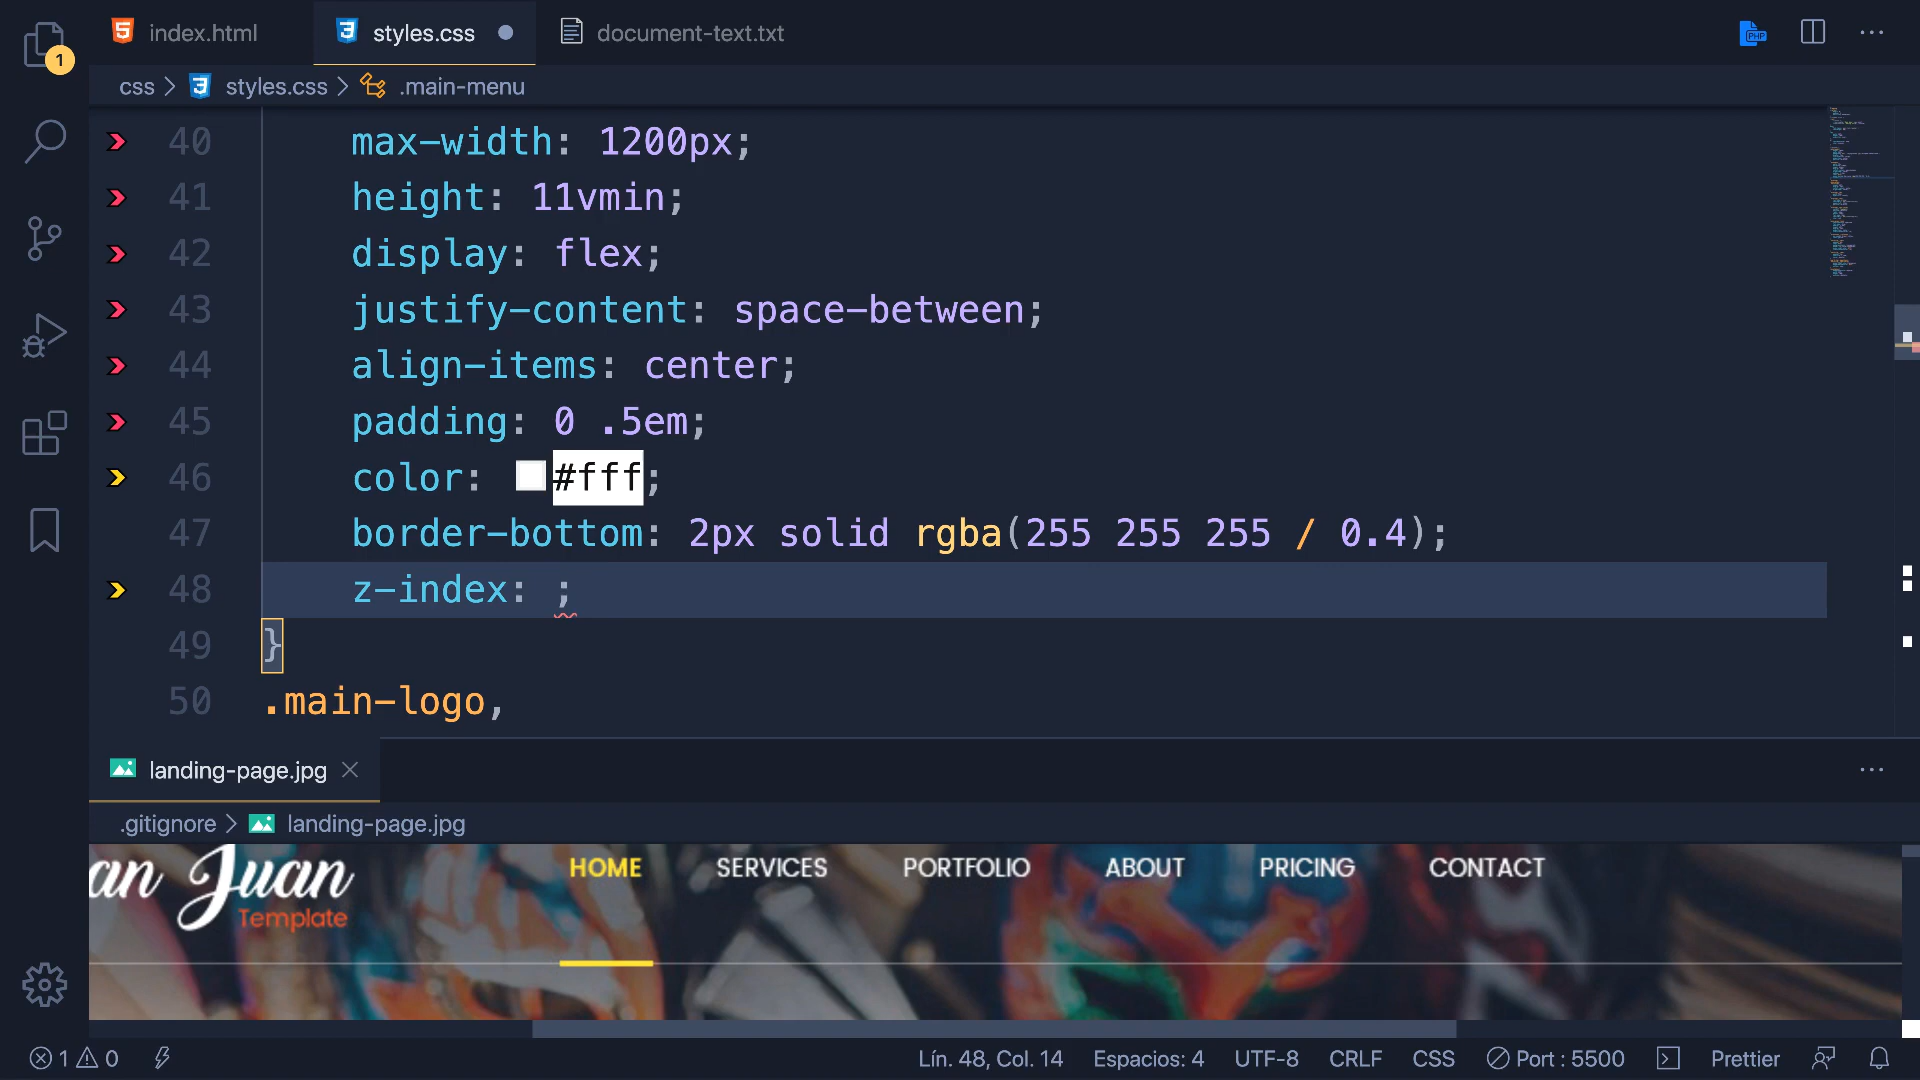 1
index.html
styles.css
document-text.txt
PHP
css > styles.css > .main-menu
40 max-width: 1200px;
41 height: 11vmin;
42 display: flex;
43 justify-content: space-between;
44 align-items: center;
45 padding: 0 .5em;
46 color: #fff;
47 border-bottom: 2px solid rgba(255 255 255 / 0.4);
48 z-index: ;
49 }
50 .main-logo,
landing-page.jpg
.gitignore > landing-page.jpg
an Juan
Template
HOME SERVICES PORTFOLIO ABOUT PRICING CONTACT
1 0 Lín. 48, Col. 14 Espacios: 4 UTF-8 CRLF CSS Port : 5500 Prettier